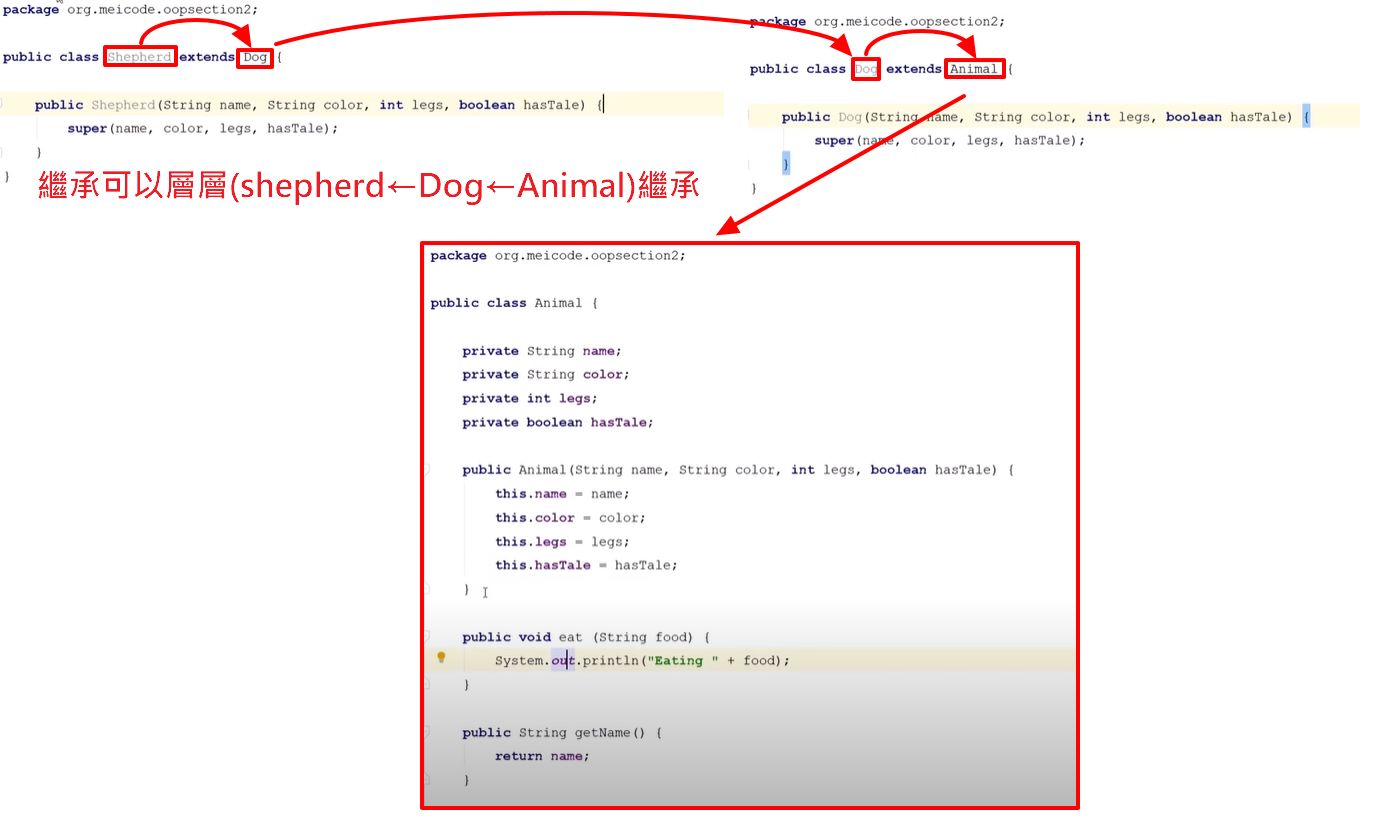 package org.meicode.oopsection2;
public class Shepherd extends Dog {
public Shepherd(String name, String color, int legs, boolean hasTale) {
super(name, color, legs, hasTale);
}
}
繼承可以層層(shepherd←Dog←Animal)繼承
package org.meicode.oopsection2;
public class Dog extends Animal {
public Dog(String name, String color, int legs, boolean hasTale) {
super(name, color, legs, hasTale);
}
}
package org.meicode.oopsection2;
public class Animal {
private String name;
private String color;
private int legs;
private boolean hasTale;
public Animal(String name, String color, int legs, boolean hasTale) {
this.name = name;
this.color = color;
this.legs = legs;
this.hasTale = hasTale;
}
public void eat (String food) {
System.out.println("Eating " + food);
}
public String getName() {
return name;
}